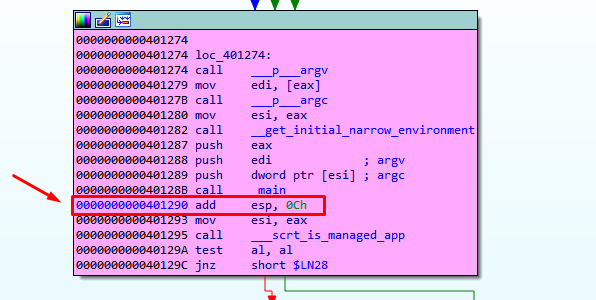 0000000000401274
0000000000401274 loc_401274:
0000000000401274 call ___p___argv
0000000000401279 mov edi, [eax]
000000000040127B call ___p___argc
0000000000401280 mov esi, eax
0000000000401282 call __get_initial_narrow_environment
0000000000401287 push eax
0000000000401288 push edi ; argv
0000000000401289 push dword ptr [esi] ; argc
000000000040128B call _main
0000000000401290 add esp, 0Ch
0000000000401293 mov esi, eax
0000000000401295 call ___scrt_is_managed_app
000000000040129A test al, al
000000000040129C jnz short $LN28